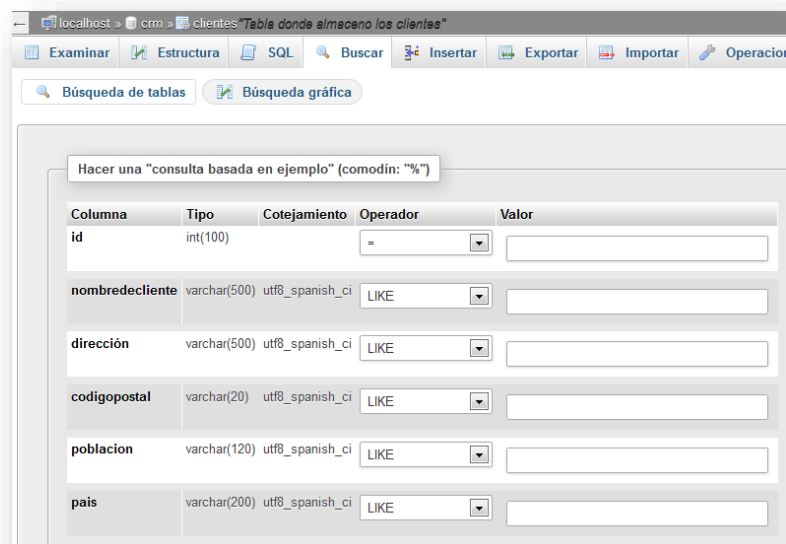 localhost » crm » clientes "Tabla donde almaceno los clientes"
Examinar Estructura SQL Buscar Insertar Exportar Importar Operacion
Búsqueda de tablas Búsqueda gráfica
Hacer una "consulta basada en ejemplo" (comodín: "%")
Columna Tipo Cotejamiento Operador Valor
id int(100) =
nombredecliente varchar(500) utf8_spanish_ci LIKE
dirección varchar(500) utf8_spanish_ci LIKE
codigopostal varchar(20) utf8_spanish_ci LIKE
poblacion varchar(120) utf8_spanish_ci LIKE
pais varchar(200) utf8_spanish_ci LIKE